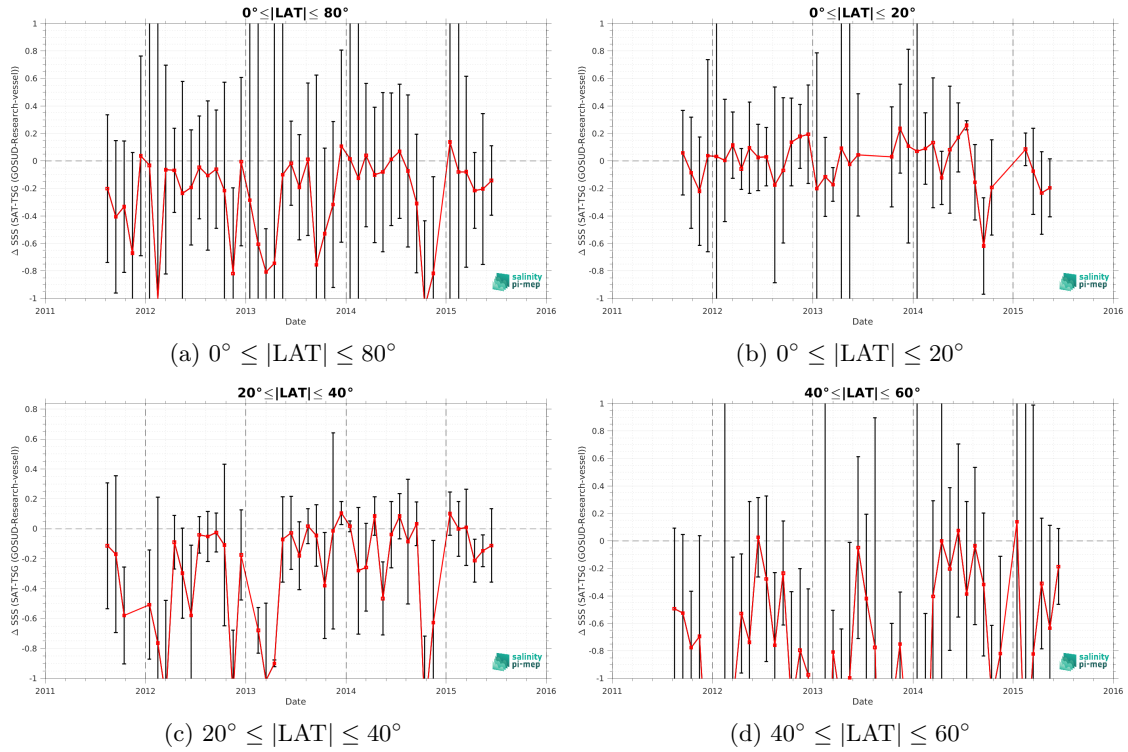 0°≤|LAT|≤ 80°
Δ SSS (SAT-TSG (GOSUD-Research-vessel))
1
0.8
0.6
0.4
0.2
0
-0.2
-0.4
-0.6
-0.8
-1
2011 2012 2013 2014 2015 2016
Date
salinity
pi-mep
(a) 0° ≤ |LAT| ≤ 80°
0°≤|LAT|≤ 20°
Δ SSS (SAT-TSG (GOSUD-Research-vessel))
1
0.8
0.6
0.4
0.2
0
-0.2
-0.4
-0.6
-0.8
-1
2011 2012 2013 2014 2015 2016
Date
salinity
pi-mep
(b) 0° ≤ |LAT| ≤ 20°
20°≤|LAT|≤ 40°
Δ SSS (SAT-TSG (GOSUD-Research-vessel))
0.8
0.6
0.4
0.2
0
-0.2
-0.4
-0.6
-0.8
-1
2011 2012 2013 2014 2015 2016
Date
salinity
pi-mep
(c) 20° ≤ |LAT| ≤ 40°
40°≤|LAT|≤ 60°
Δ SSS (SAT-TSG (GOSUD-Research-vessel))
1
0.8
0.6
0.4
0.2
0
-0.2
-0.4
-0.6
-0.8
-1
2011 2012 2013 2014 2015 2016
Date
salinity
pi-mep
(d) 40° ≤ |LAT| ≤ 60°